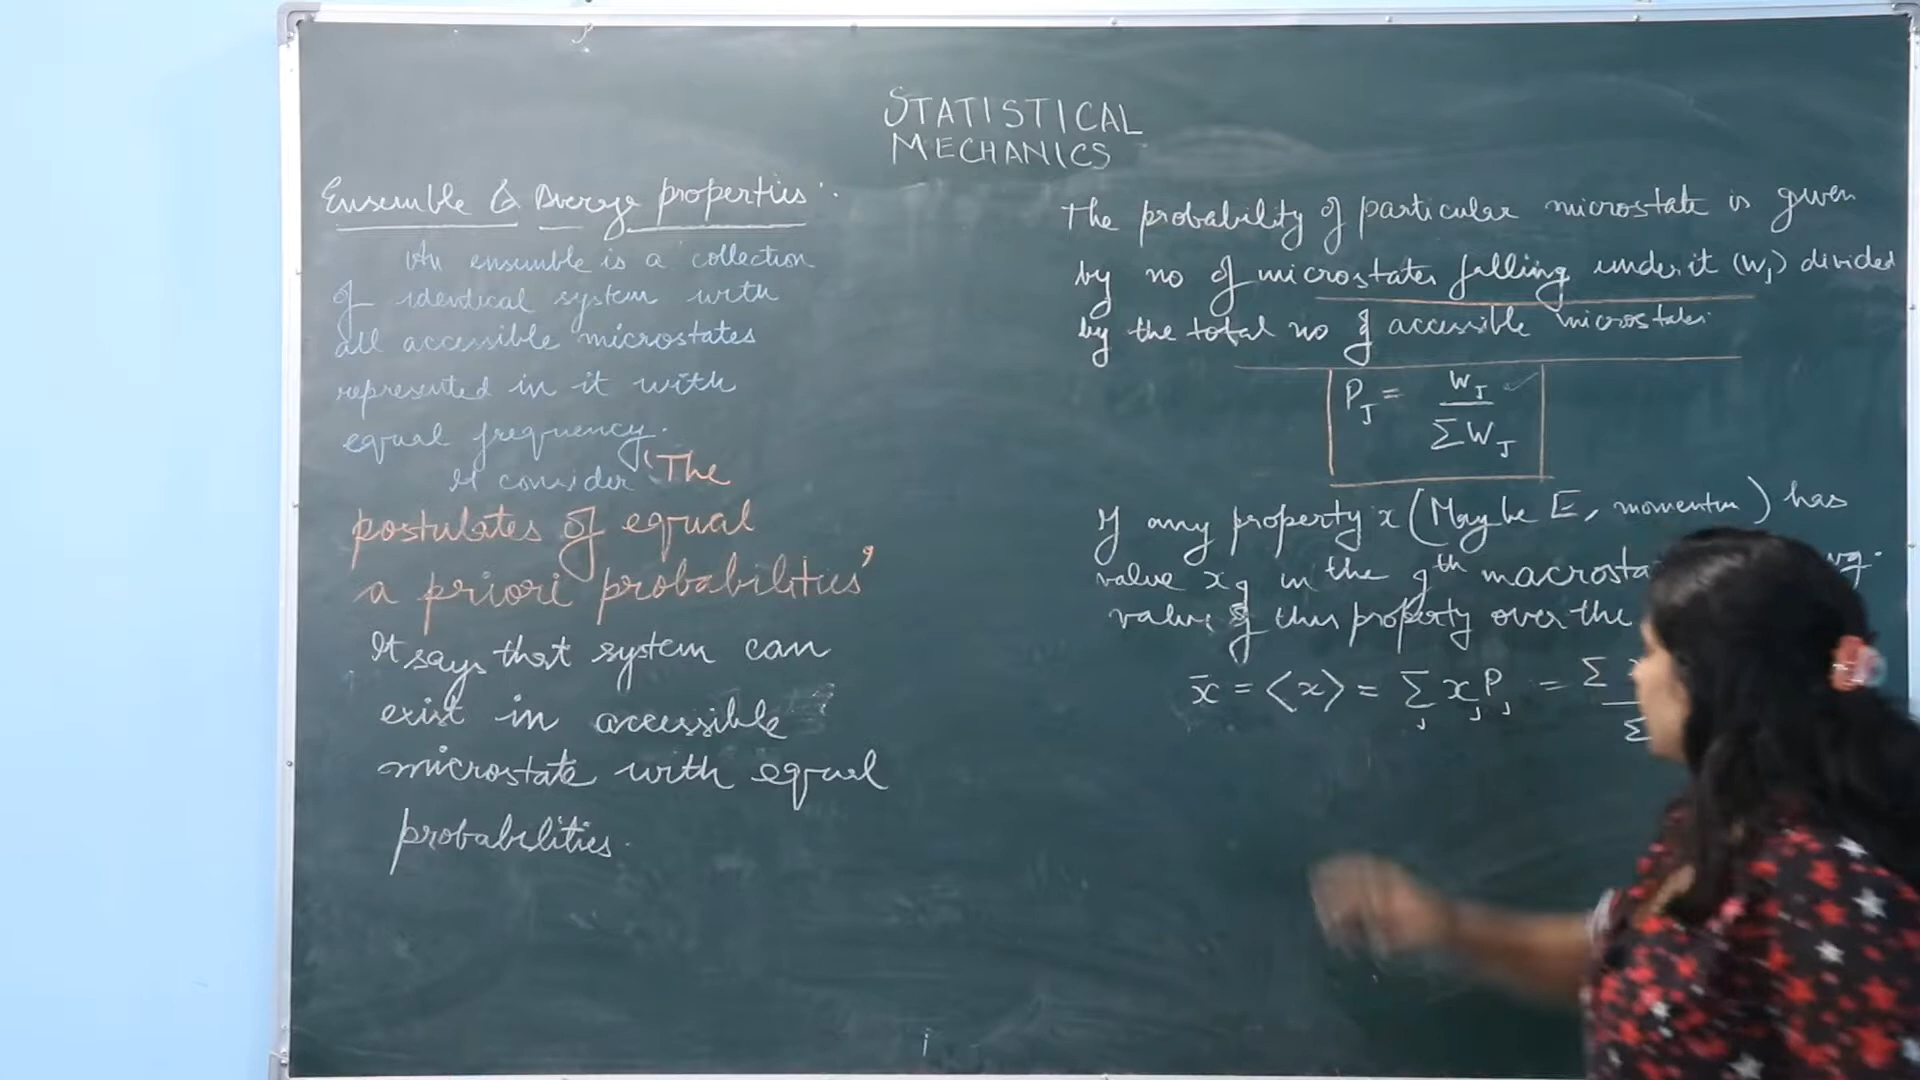 STATISTICAL
MECHANICS
Ensemble & Average properties :
An ensemble is a collection
of identical system with
all accessible microstates
represented in it with
equal frequency.
It consider 'The
postulates of equal
a priori probabilities'
It says that system can
exist in accessible
microstate with equal
probabilities.
The probability of particular microstate is given
by no of microstates falling under it (WJ) divided
by the total no of accessible microstates
PJ = WJ / ΣWJ
If any property x (Maybe E, momentum) has
value xj in the jth
value of this property over the
x̄ = <x> = Σj xJ PJ = Σ
Σ